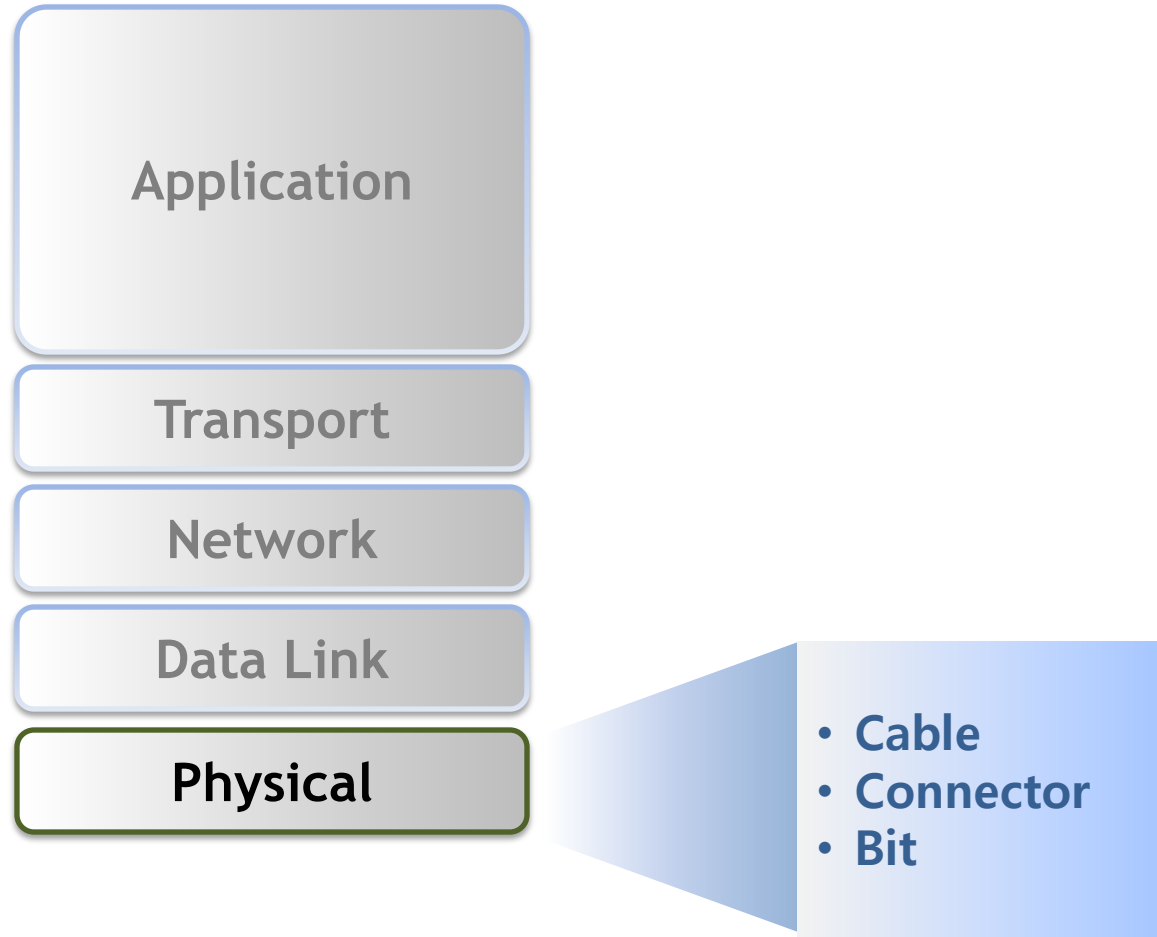 Application
Transport
Network
Data Link
Physical
• Cable
• Connector
• Bit